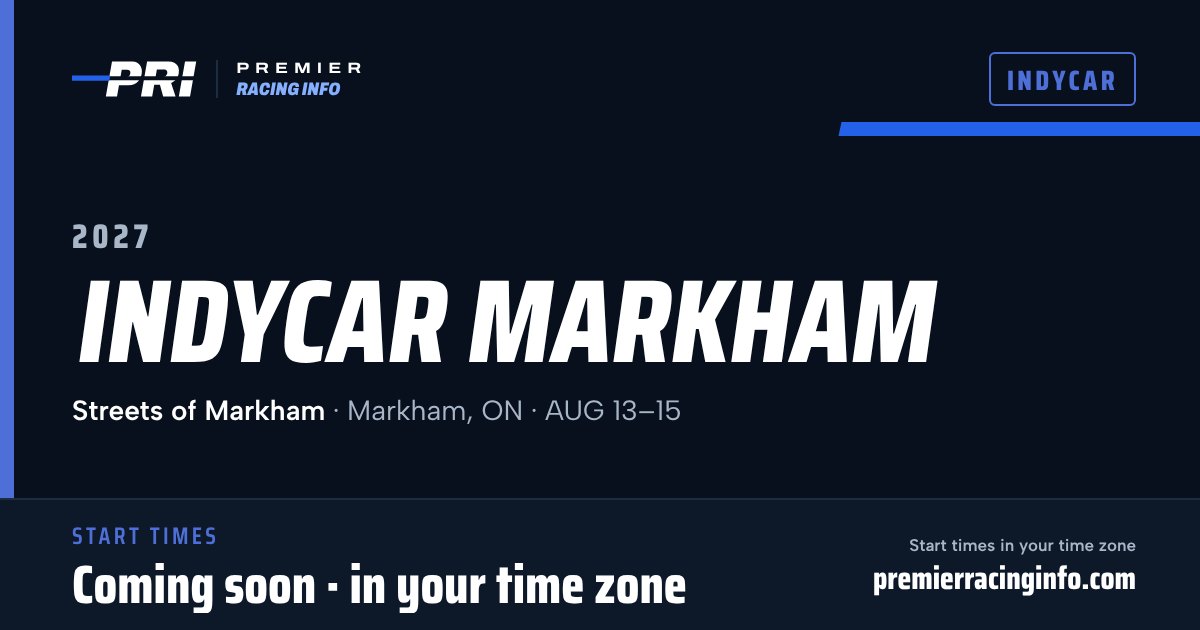 PRI
PREMIER
RACING INFO
INDYCAR
2027
INDYCAR MARKHAM
Streets of Markham · Markham, ON · AUG 13–15
START TIMES
Coming soon · in your time zone
Start times in your time zone
premierracinginfo.com